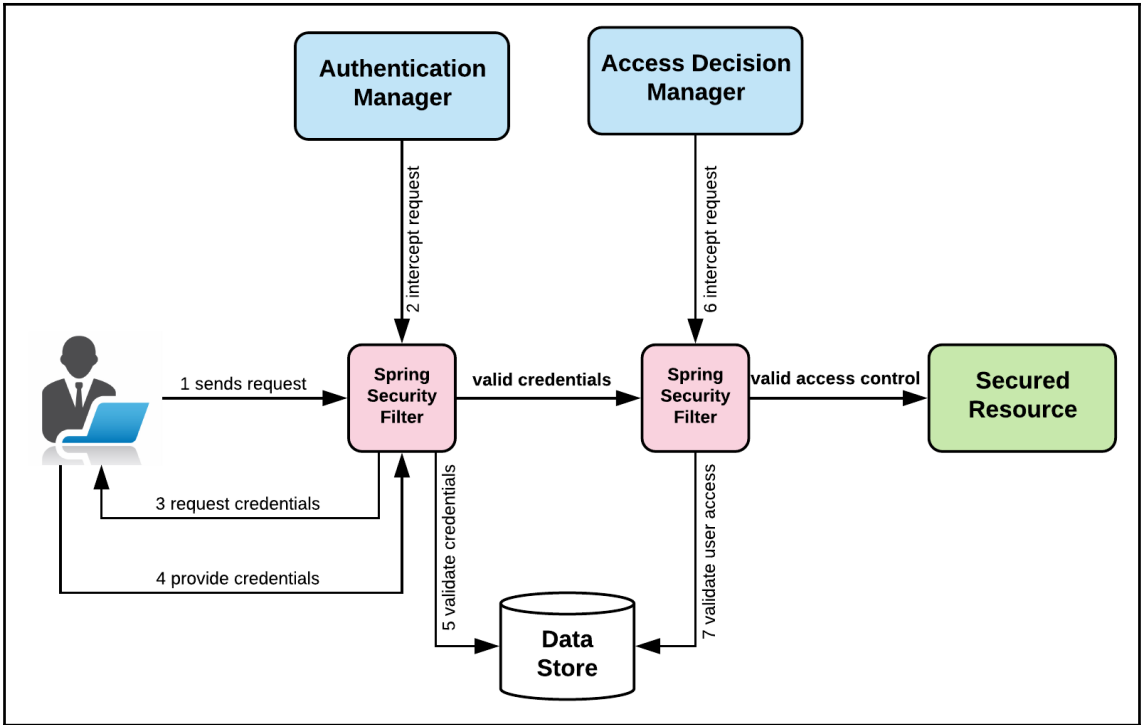 Authentication
Manager
Access Decision
Manager
2 intercept request
6 intercept request
1 sends request
Spring
Security
Filter
valid credentials
Spring
Security
Filter
valid access control
Secured
Resource
3 request credentials
4 provide credentials
5 validate credentials
7 validate user access
Data
Store